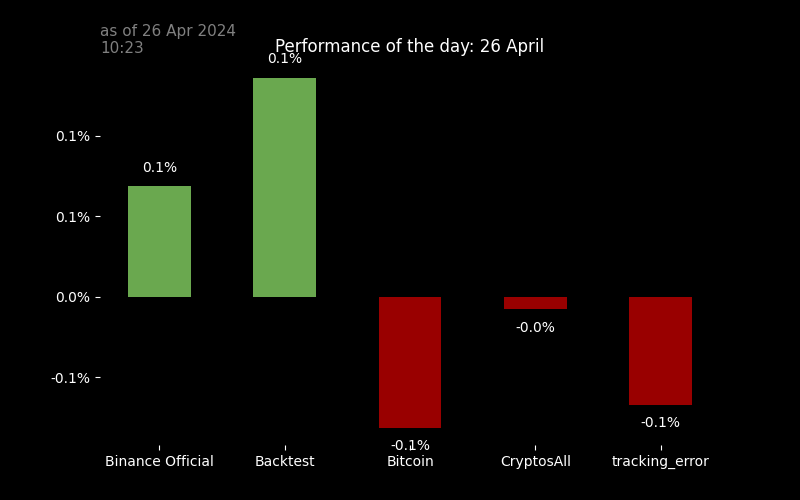 as of 26 Apr 2024
10:23
Performance of the day: 26 April
0.1%
0.1%
0.1%
0.1%
0.0%
-0.0%
-0.1%
-0.1%
-0.1%
Binance Official
Backtest
Bitcoin
CryptosAll
tracking_error